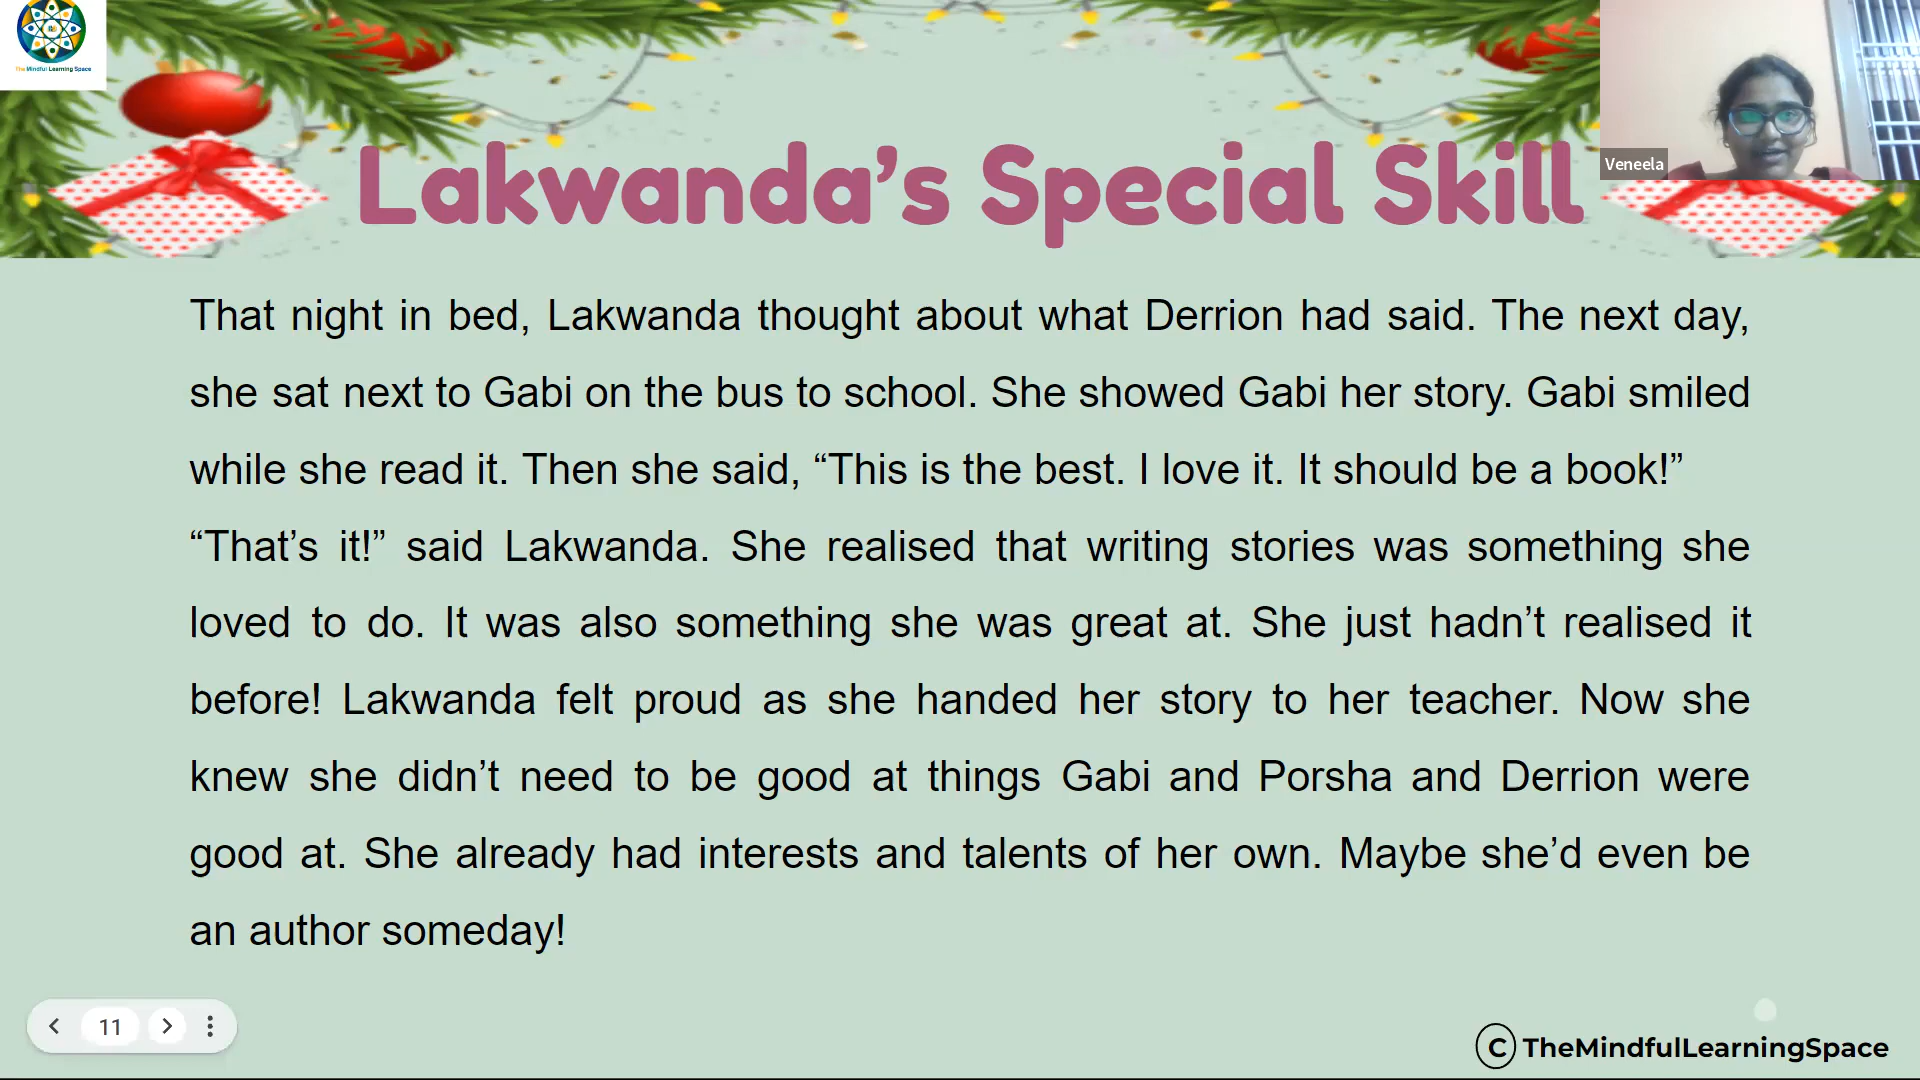 The Mindful Learning Space
Lakwanda’s Special Skill
Veneela
That night in bed, Lakwanda thought about what Derrion had said. The next day,
she sat next to Gabi on the bus to school. She showed Gabi her story. Gabi smiled
while she read it. Then she said, “This is the best. I love it. It should be a book!”
“That’s it!” said Lakwanda. She realised that writing stories was something she
loved to do. It was also something she was great at. She just hadn’t realised it
before! Lakwanda felt proud as she handed her story to her teacher. Now she
knew she didn’t need to be good at things Gabi and Porsha and Derrion were
good at. She already had interests and talents of her own. Maybe she’d even be
an author someday!
11
© TheMindfulLearningSpace